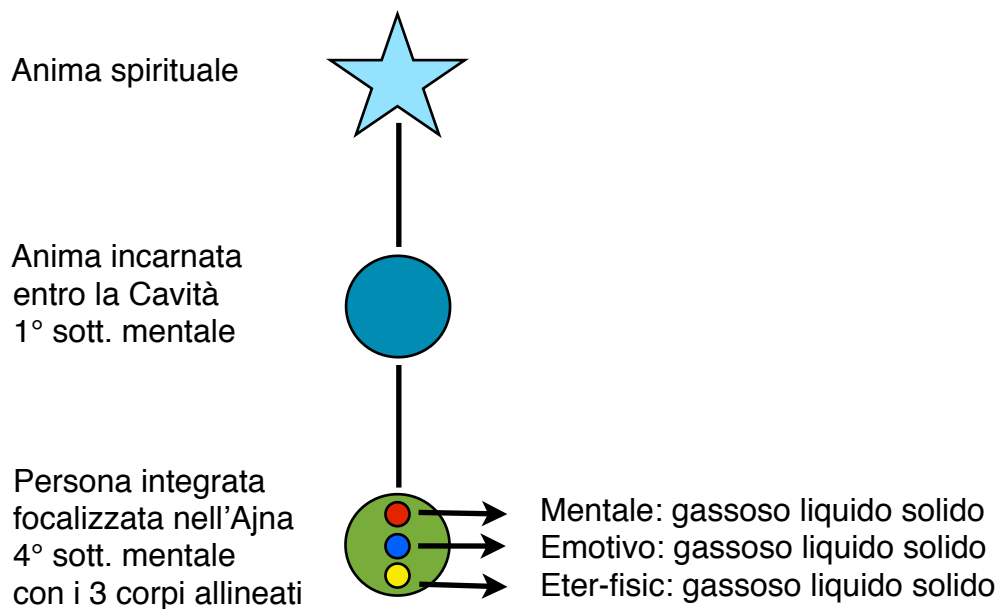 Anima spirituale
Anima incarnata
entro la Cavità
1° sott. mentale
Persona integrata
focalizzata nell'Ajna
4° sott. mentale
con i 3 corpi allineati
Mentale: gassoso liquido solido
Emotivo: gassoso liquido solido
Eter-fisic: gassoso liquido solido